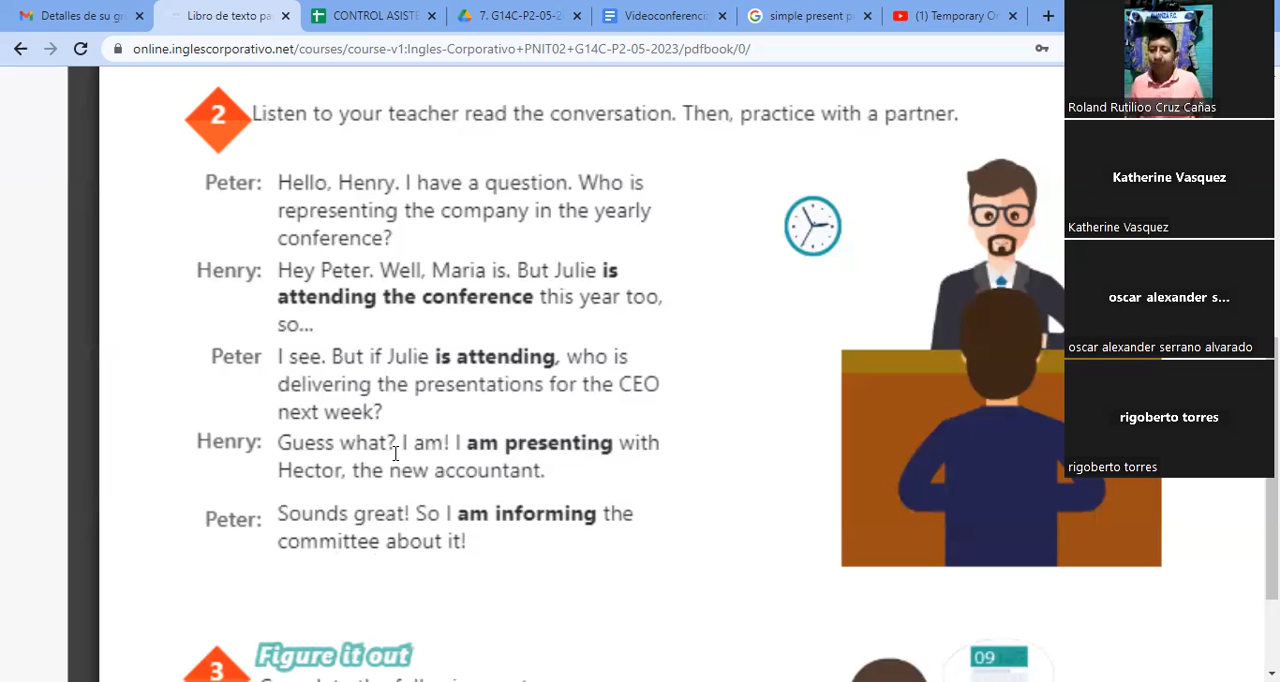 Detalles de su g
Libro de texto pa
CONTROL ASIST
7. G14C-P2-05-2
Videoconferenci
simple present p
(1) Temporary O
online.inglescorporativo.net/courses/course-v1:Ingles-Corporativo+PNIT02+G14C-P2-05-2023/pdfbook/0/
2 Listen to your teacher read the conversation. Then, practice with a partner.
Peter: Hello, Henry. I have a question. Who is
representing the company in the yearly
conference?
Henry: Hey Peter. Well, Maria is. But Julie is
attending the conference this year too,
so...
Peter I see. But if Julie is attending, who is
delivering the presentations for the CEO
next week?
Henry: Guess what? I am! I am presenting with
Hector, the new accountant.
Peter: Sounds great! So I am informing the
committee about it!
3 Figure it out
09
Roland Rutilioo Cruz Cañas
Katherine Vasquez
Katherine Vasquez
oscar alexander s...
oscar alexander serrano alvarado
rigoberto torres
rigoberto torres